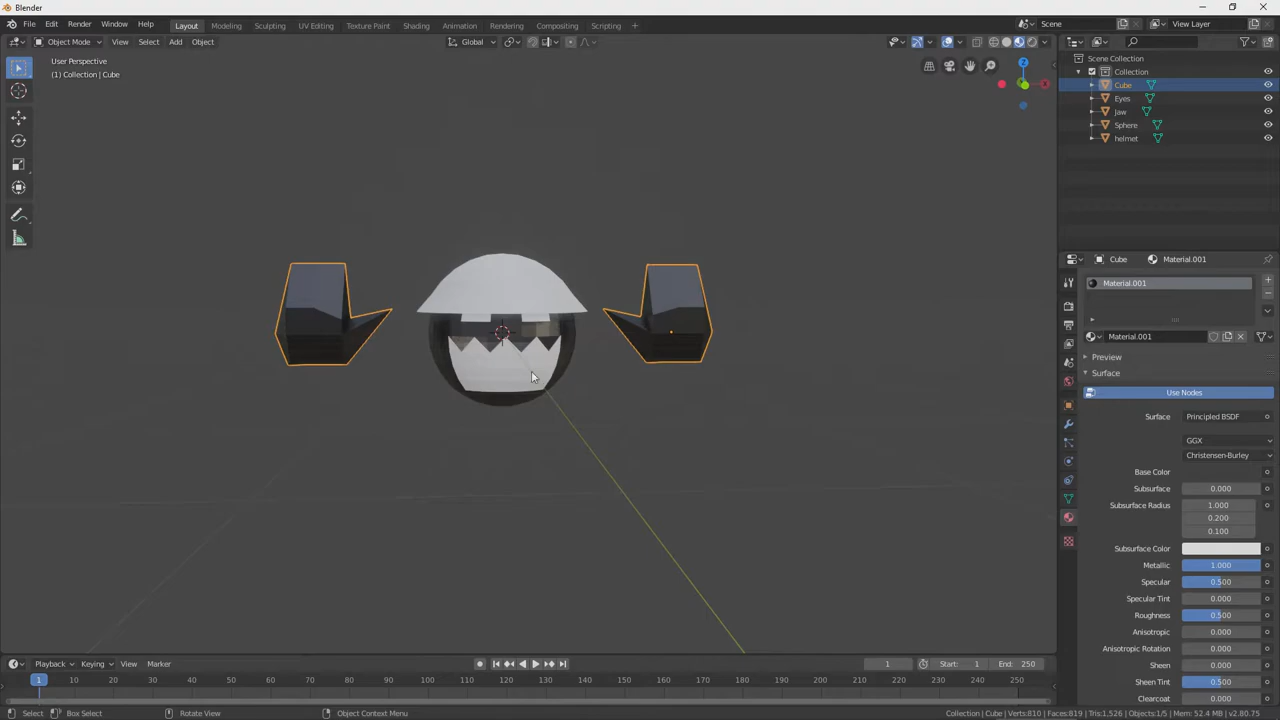 Blender
File Edit Render Window Help
Layout Modeling Sculpting UV Editing Texture Paint Shading Animation Rendering Compositing Scripting
Scene View Layer
Object Mode View Select Add Object
Global
User Perspective
(1) Collection | Cube
Z
Scene Collection
Collection
Cube
Eyes
Jaw
Sphere
helmet
Cube Material.001
Material.001
Material.001
Preview
Surface
Use Nodes
Surface Principled BSDF
GGX
Christensen-Burley
Base Color
Subsurface 0.000
Subsurface Radius 1.000
0.200
0.100
Subsurface Color
Metallic 1.000
Specular 0.500
Specular Tint 0.000
Roughness 0.500
Anisotropic 0.000
Anisotropic Rotation 0.000
Sheen 0.000
Sheen Tint 0.500
Clearcoat 0.000
Playback Keying View Marker
1 Start: 1 End: 250
1 10 20 30 40 50 60 70 80 90 100 110 120 130 140 150 160 170 180 190 200 210 220 230 240 250
Select Box Select Rotate View Object Context Menu
Collection | Cube | Verts:810 | Faces:819 | Tris:1,526 | Objects:1/5 | Mem: 52.4 MB | v2.80.75